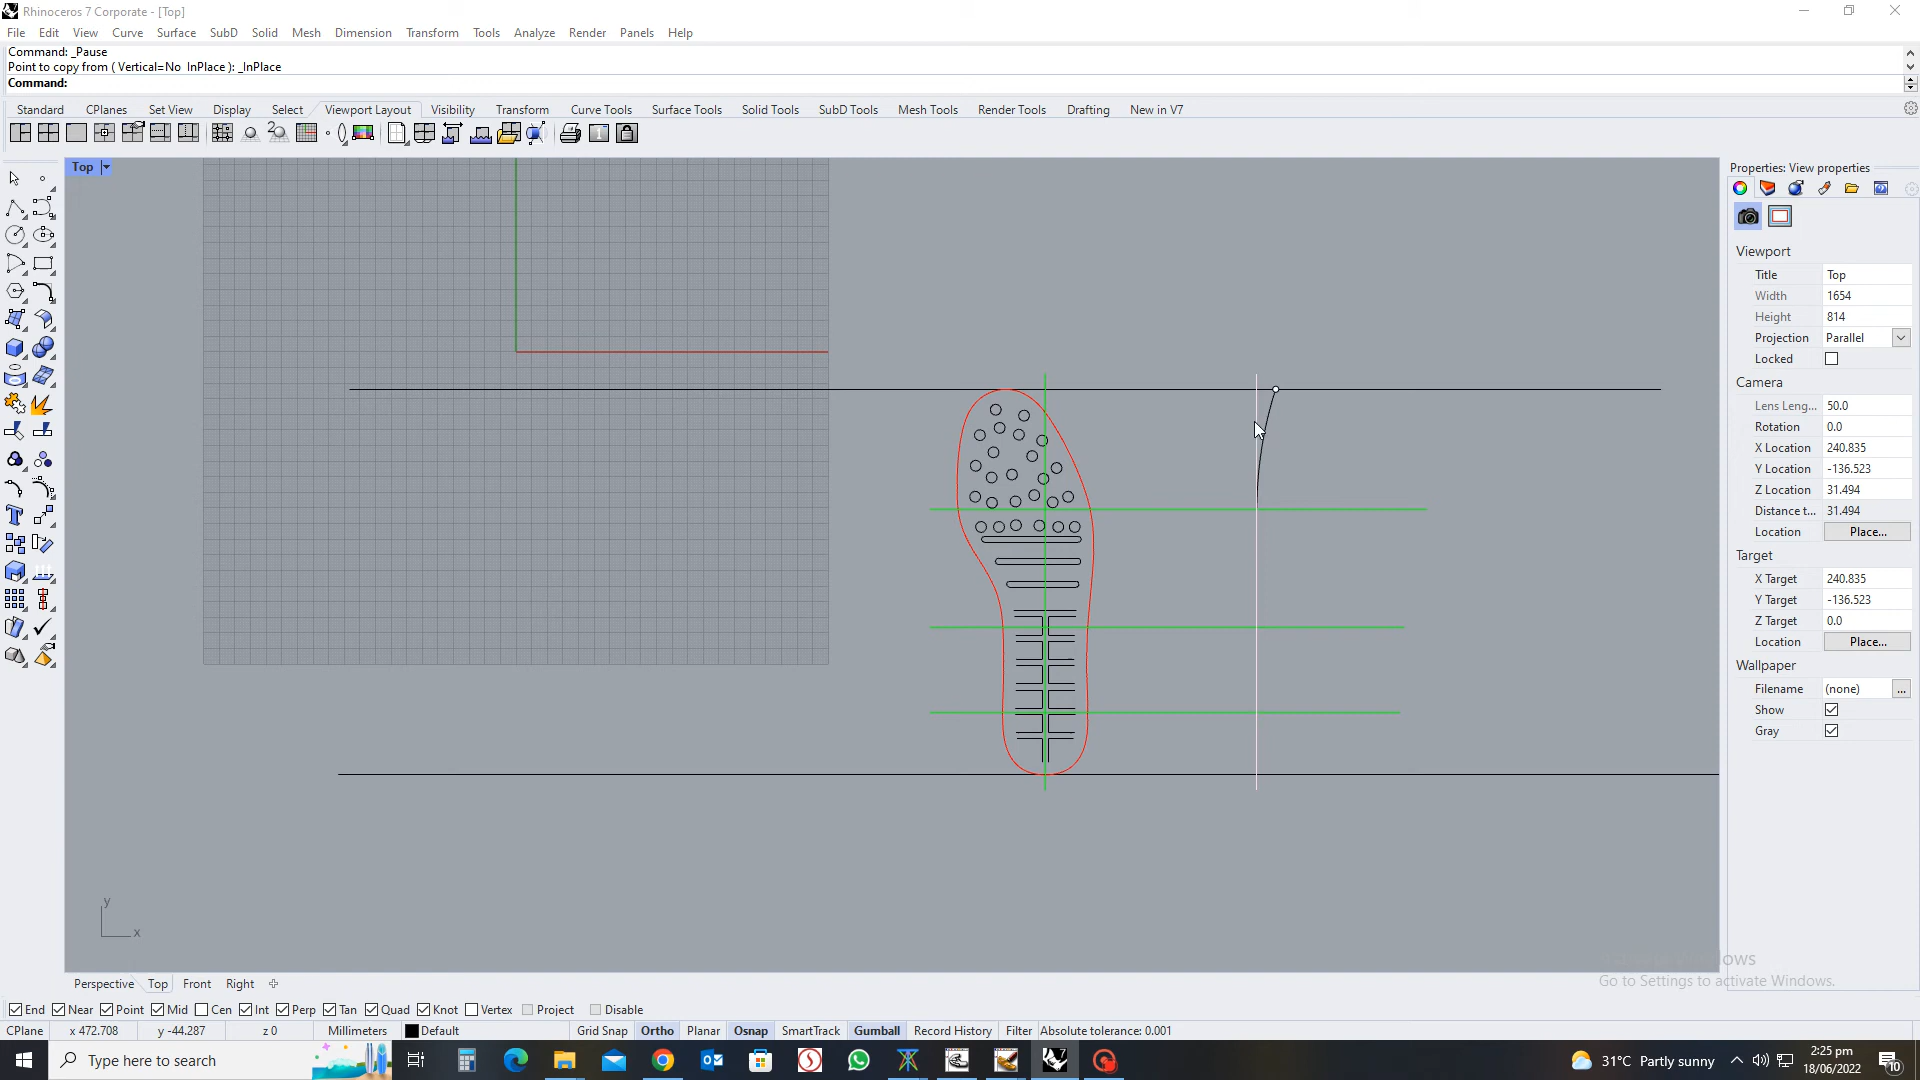 Rhinoceros 7 Corporate - [Top]
File Edit View Curve Surface SubD Solid Mesh Dimension Transform Tools Analyze Render Panels Help
Command: _Pause
Point to copy from ( Vertical=No InPlace ): _InPlace
Command:
Standard CPlanes Set View Display Select Viewport Layout Visibility Transform Curve Tools Surface Tools Solid Tools SubD Tools Mesh Tools Render Tools Drafting New in V7
Top
Properties: View properties
Viewport
Title Top
Width 1654
Height 814
Projection Parallel
Locked
Camera
Lens Leng... 50.0
Rotation 0.0
X Location 240.835
Y Location -136.523
Z Location 31.494
Distance t... 31.494
Location Place...
Target
X Target 240.835
Y Target -136.523
Z Target 0.0
Location Place...
Wallpaper
Filename (none) ...
Show
Gray
y
x
Go to Settings to activate Windows.
Perspective Top Front Right
End Near Point Mid Cen Int Perp Tan Quad Knot Vertex Project Disable
CPlane x 472.708 y -44.287 z 0 Millimeters Default Grid Snap Ortho Planar Osnap SmartTrack Gumball Record History Filter Absolute tolerance: 0.001
Type here to search 31°C Partly sunny 2:25 pm
18/06/2022 10